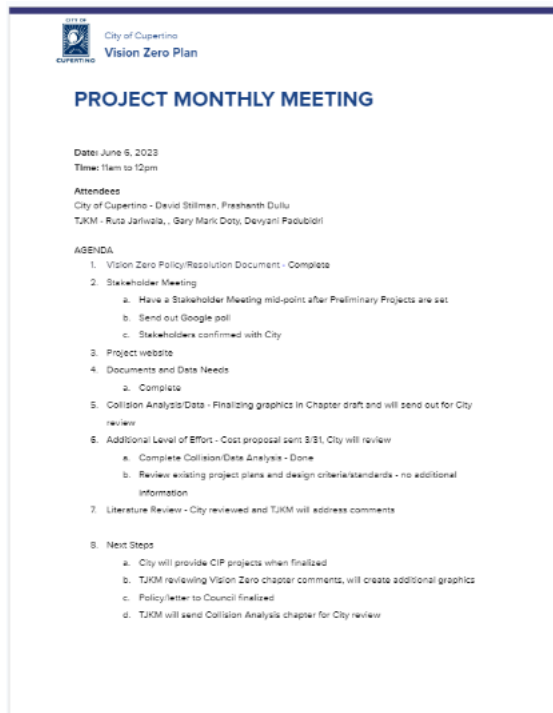 CITY OF
CUPERTINO
City of Cupertino
Vision Zero Plan
PROJECT MONTHLY MEETING
Date: June 6, 2023
Time: 11am to 12pm
Attendees
City of Cupertino - David Stillman, Prashanth Dullu
TJKM - Ruta Jariwala, , Gary Mark Doty, Devyani Padubidri
AGENDA
1. Vision Zero Policy/Resolution Document - Complete
2. Stakeholder Meeting
a. Have a Stakeholder Meeting mid-point after Preliminary Projects are set
b. Send out Google poll
c. Stakeholders confirmed with City
3. Project website
4. Documents and Data Needs
a. Complete
5. Collision Analysis/Data - Finalizing graphics in Chapter draft and will send out for City
review
6. Additional Level of Effort - Cost proposal sent 3/31, City will review
a. Complete Collision/Data Analysis - Done
b. Review existing project plans and design criteria/standards - no additional
information
7. Literature Review - City reviewed and TJKM will address comments
8. Next Steps
a. City will provide CIP projects when finalized
b. TJKM reviewing Vision Zero chapter comments, will create additional graphics
c. Policy/letter to Council finalized
d. TJKM will send Collision Analysis chapter for City review